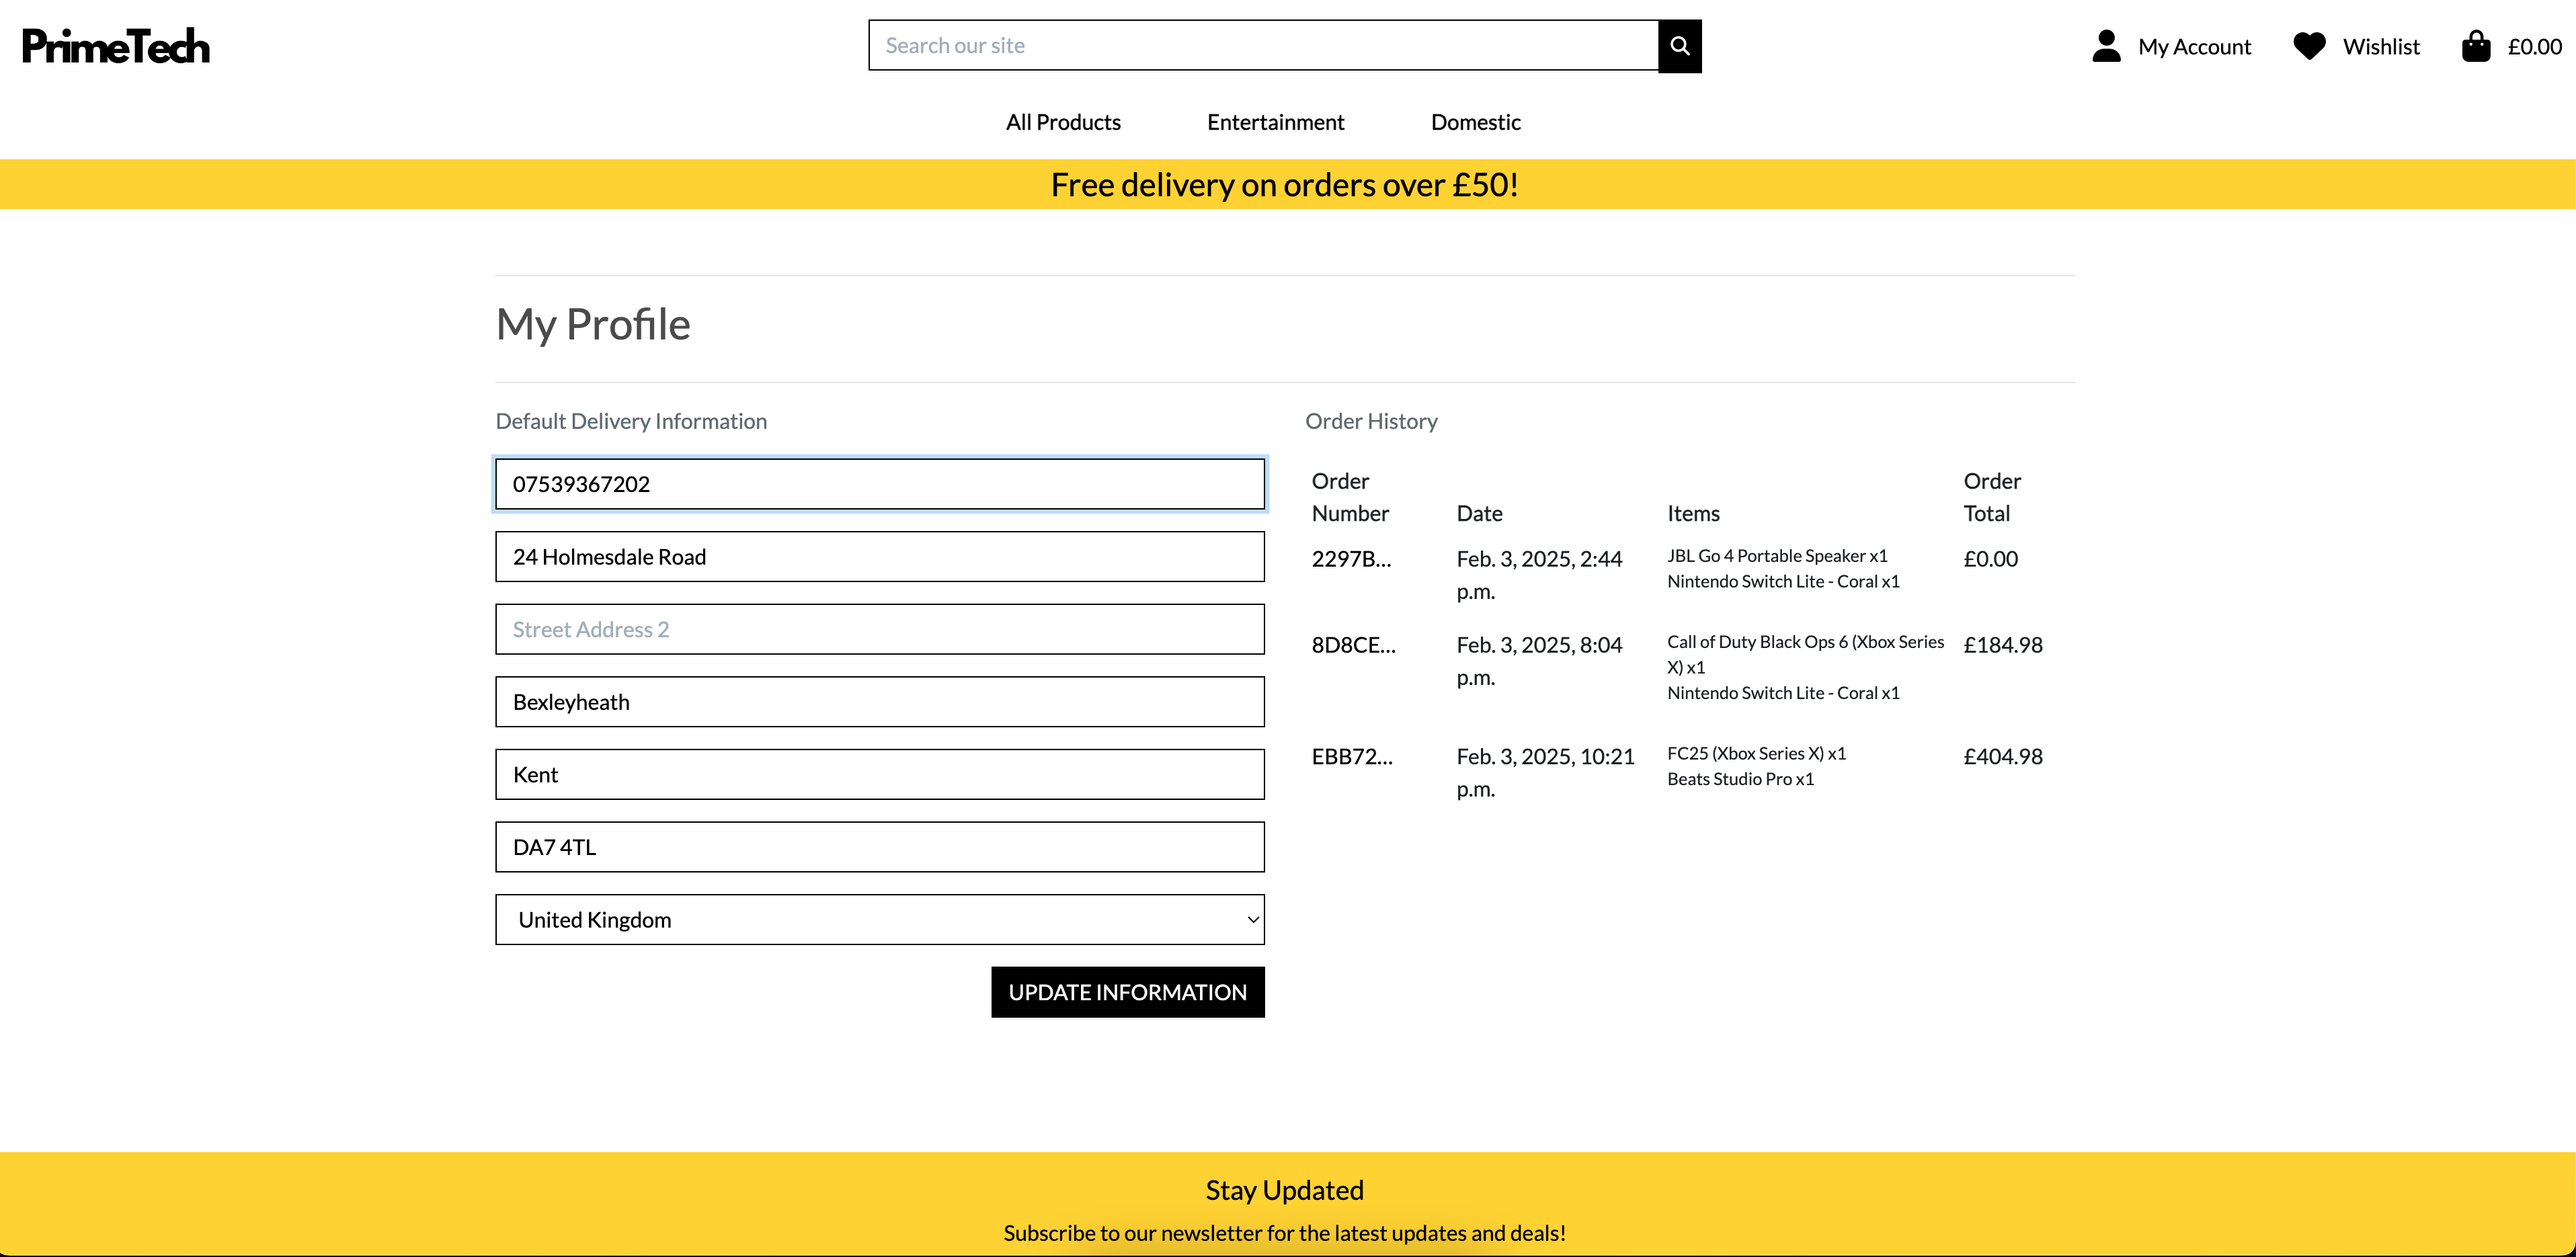 PrimeTech
Search our site
My Account
Wishlist
£0.00
All Products
Entertainment
Domestic
Free delivery on orders over £50!
My Profile
Default Delivery Information
07539367202
24 Holmesdale Road
Street Address 2
Bexleyheath
Kent
DA7 4TL
United Kingdom
UPDATE INFORMATION
Order History
Order
Number
Date
Items
Order
Total
2297B...
Feb. 3, 2025, 2:44
p.m.
JBL Go 4 Portable Speaker x1
Nintendo Switch Lite - Coral x1
£0.00
8D8CE...
Feb. 3, 2025, 8:04
p.m.
Call of Duty Black Ops 6 (Xbox Series
X) x1
Nintendo Switch Lite - Coral x1
£184.98
EBB72...
Feb. 3, 2025, 10:21
p.m.
FC25 (Xbox Series X) x1
Beats Studio Pro x1
£404.98
Stay Updated
Subscribe to our newsletter for the latest updates and deals!